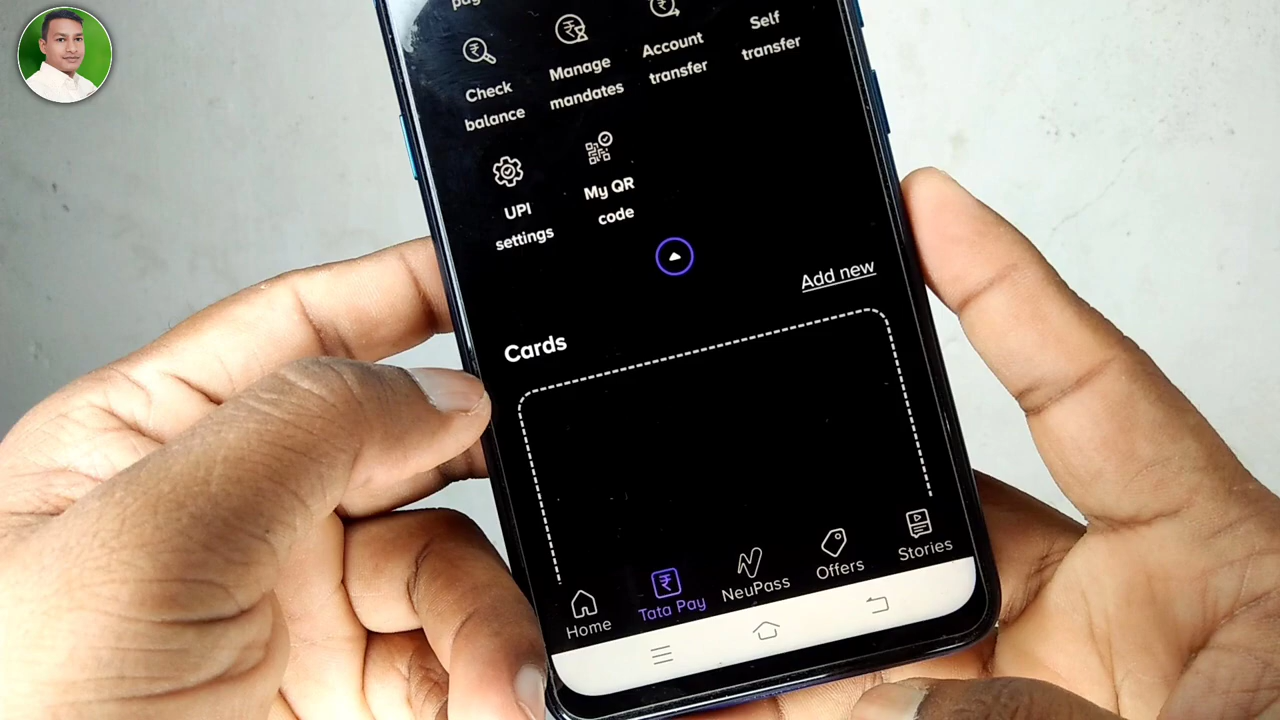 pay
Check
balance
Manage
mandates
Account
transfer
Self
transfer
UPI
settings
My QR
code
Add new
Cards
Home
Tata Pay
NeuPass
Offers
Stories